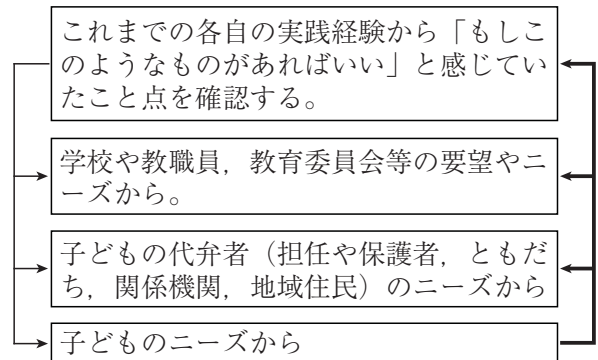 これまでの各自の実践経験から「もしこ
のようなものがあればいい」と感じてい
たこと点を確認する。
学校や教職員，教育委員会等の要望やニ
ーズから。
子どもの代弁者（担任や保護者，ともだ
ち，関係機関，地域住民）のニーズから
子どものニーズから